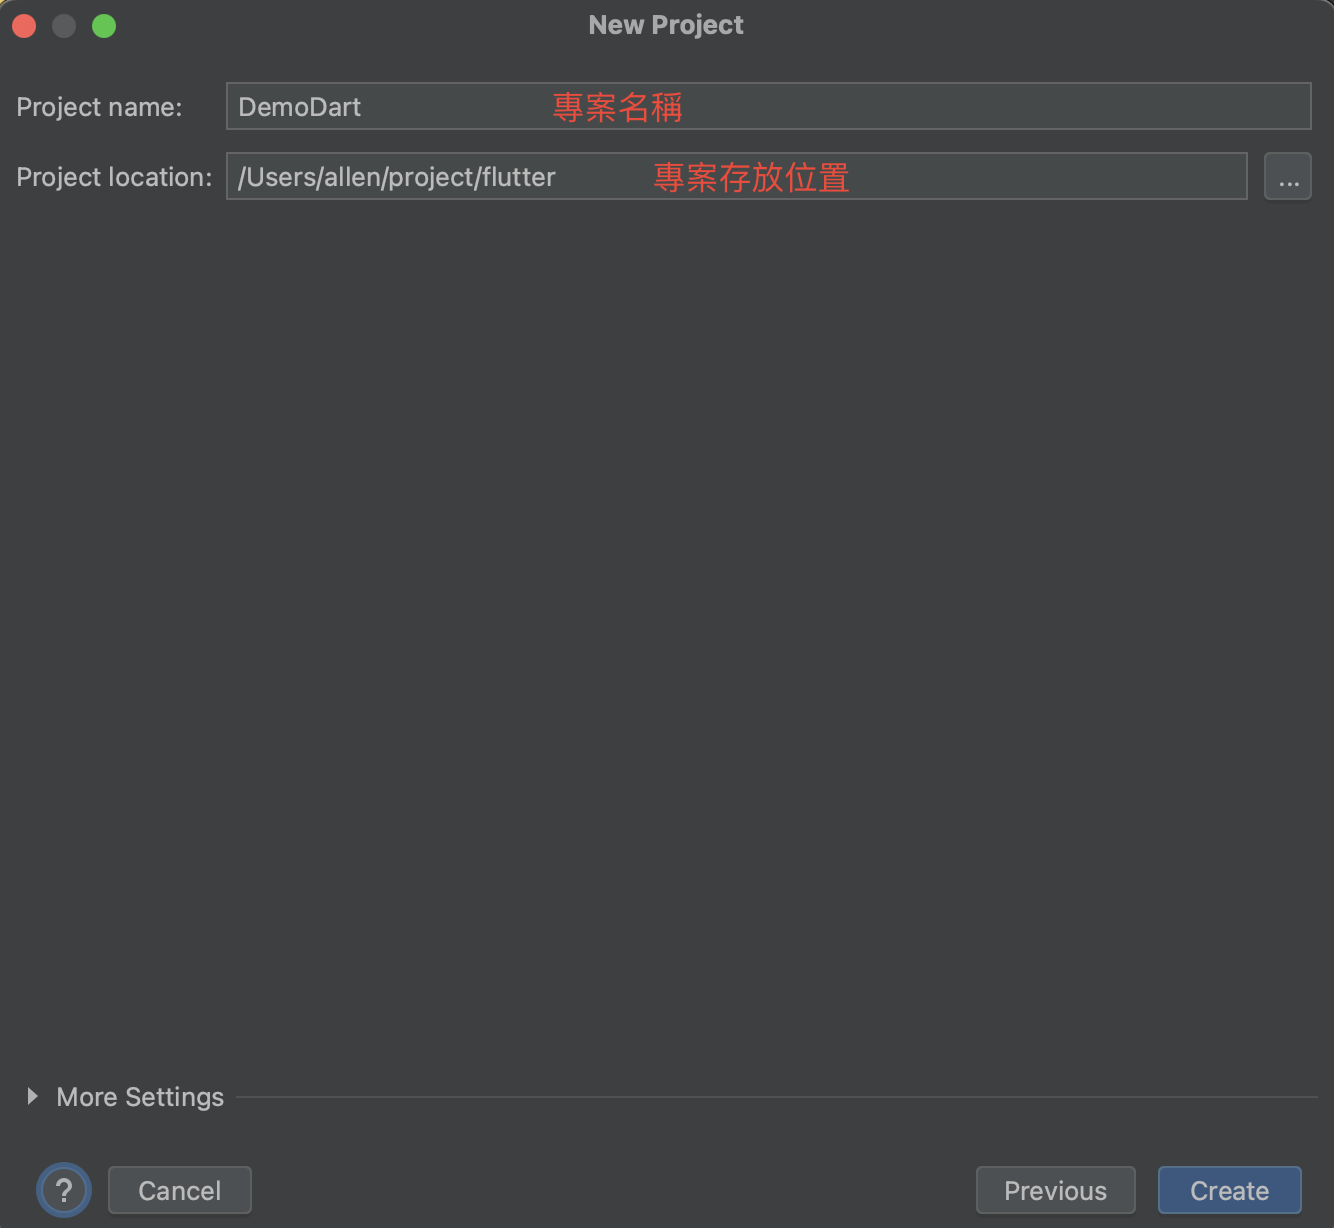 New Project
Project name: DemoDart 專案名稱
Project location: /Users/allen/project/flutter 專案存放位置 ...
More Settings
? Cancel Previous Create